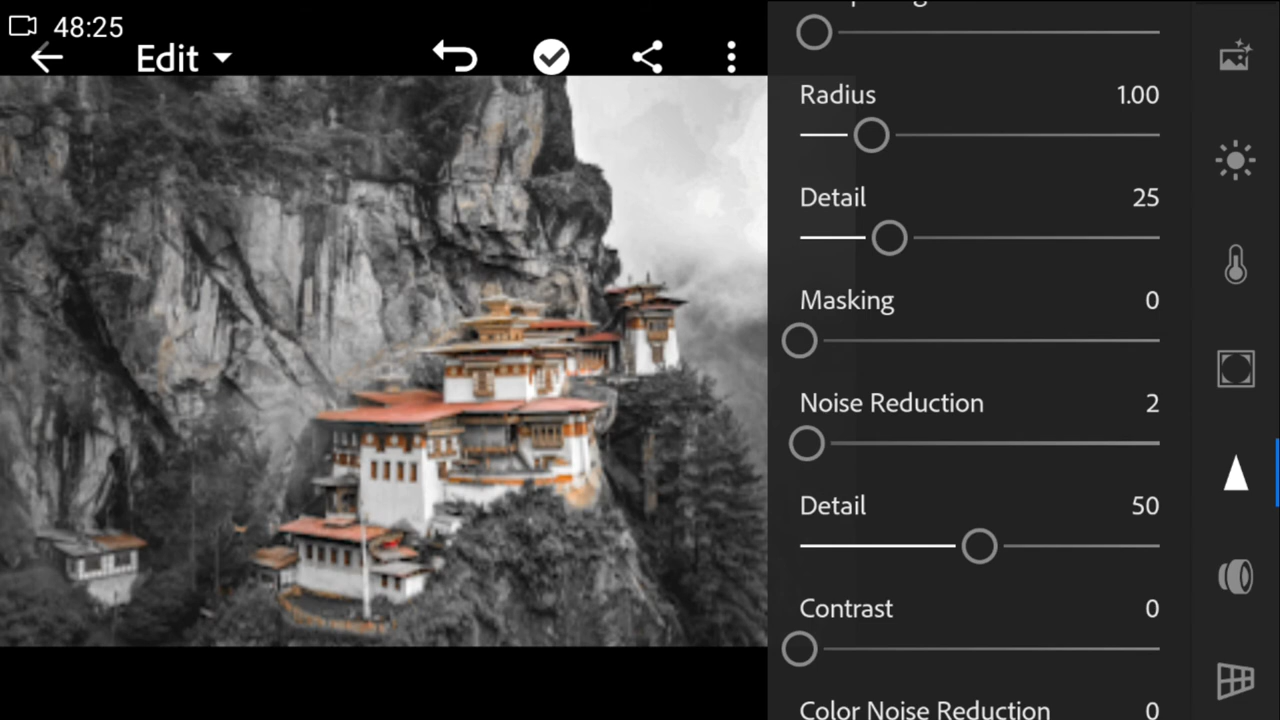 48:25
Edit
Radius 1.00
Detail 25
Masking 0
Noise Reduction 2
Detail 50
Contrast 0
Color Noise Reduction 0